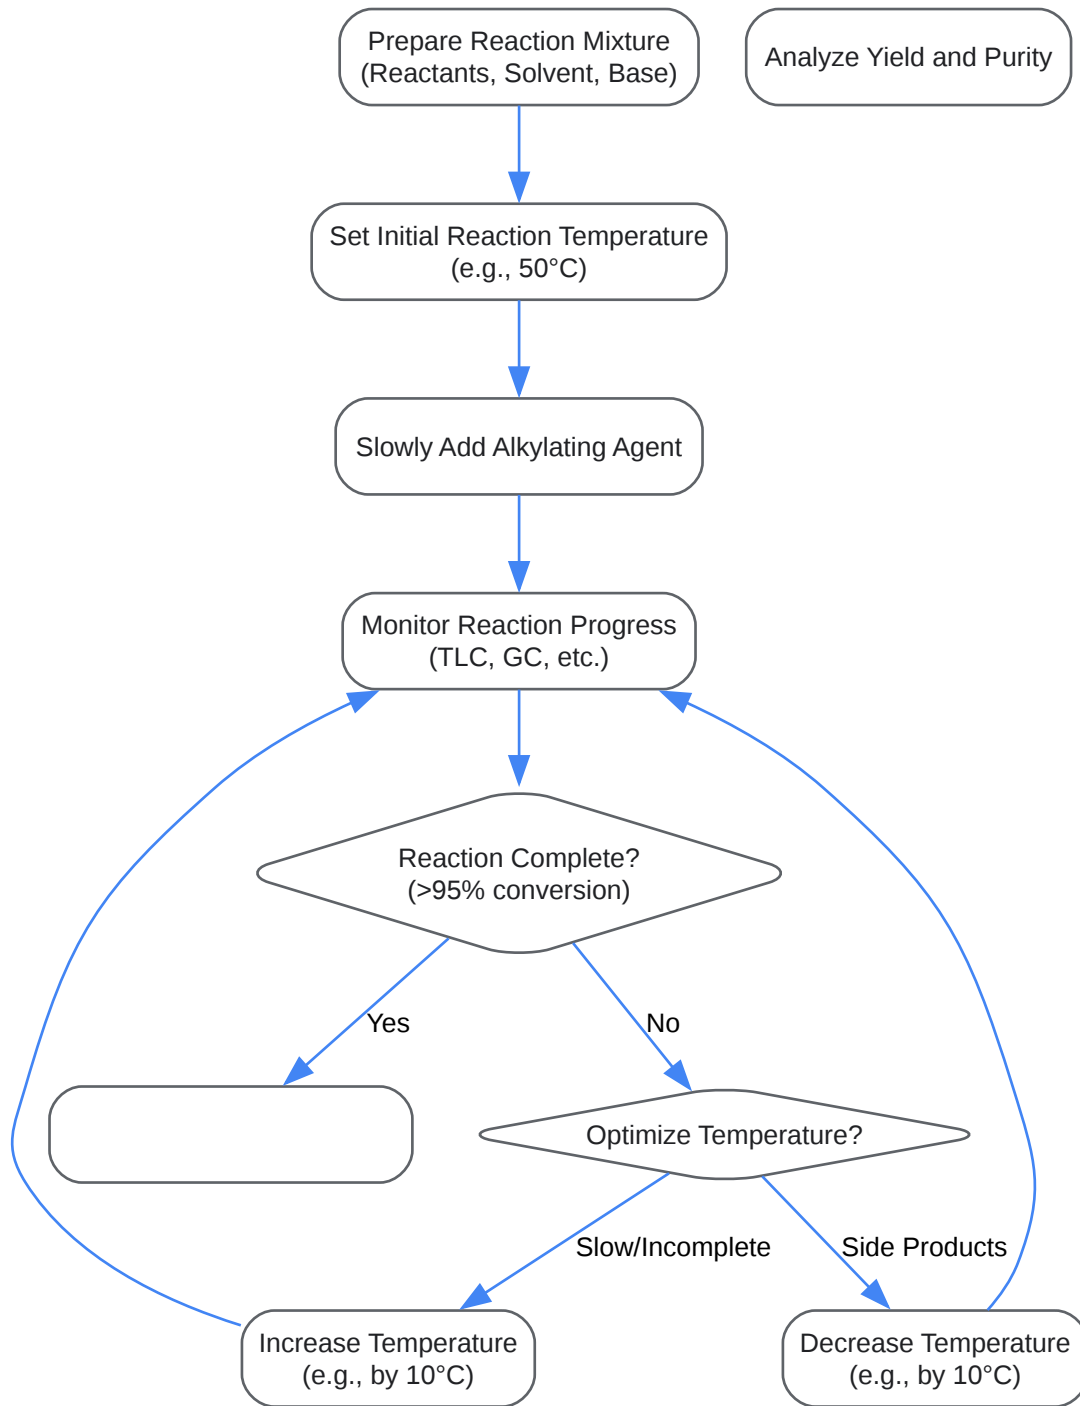 Prepare Reaction Mixture
(Reactants, Solvent, Base)
Analyze Yield and Purity
Set Initial Reaction Temperature
(e.g., 50°C)
Slowly Add Alkylating Agent
Monitor Reaction Progress
(TLC, GC, etc.)
Reaction Complete?
(>95% conversion)
Yes
No
Optimize Temperature?
Slow/Incomplete
Side Products
Increase Temperature
(e.g., by 10°C)
Decrease Temperature
(e.g., by 10°C)